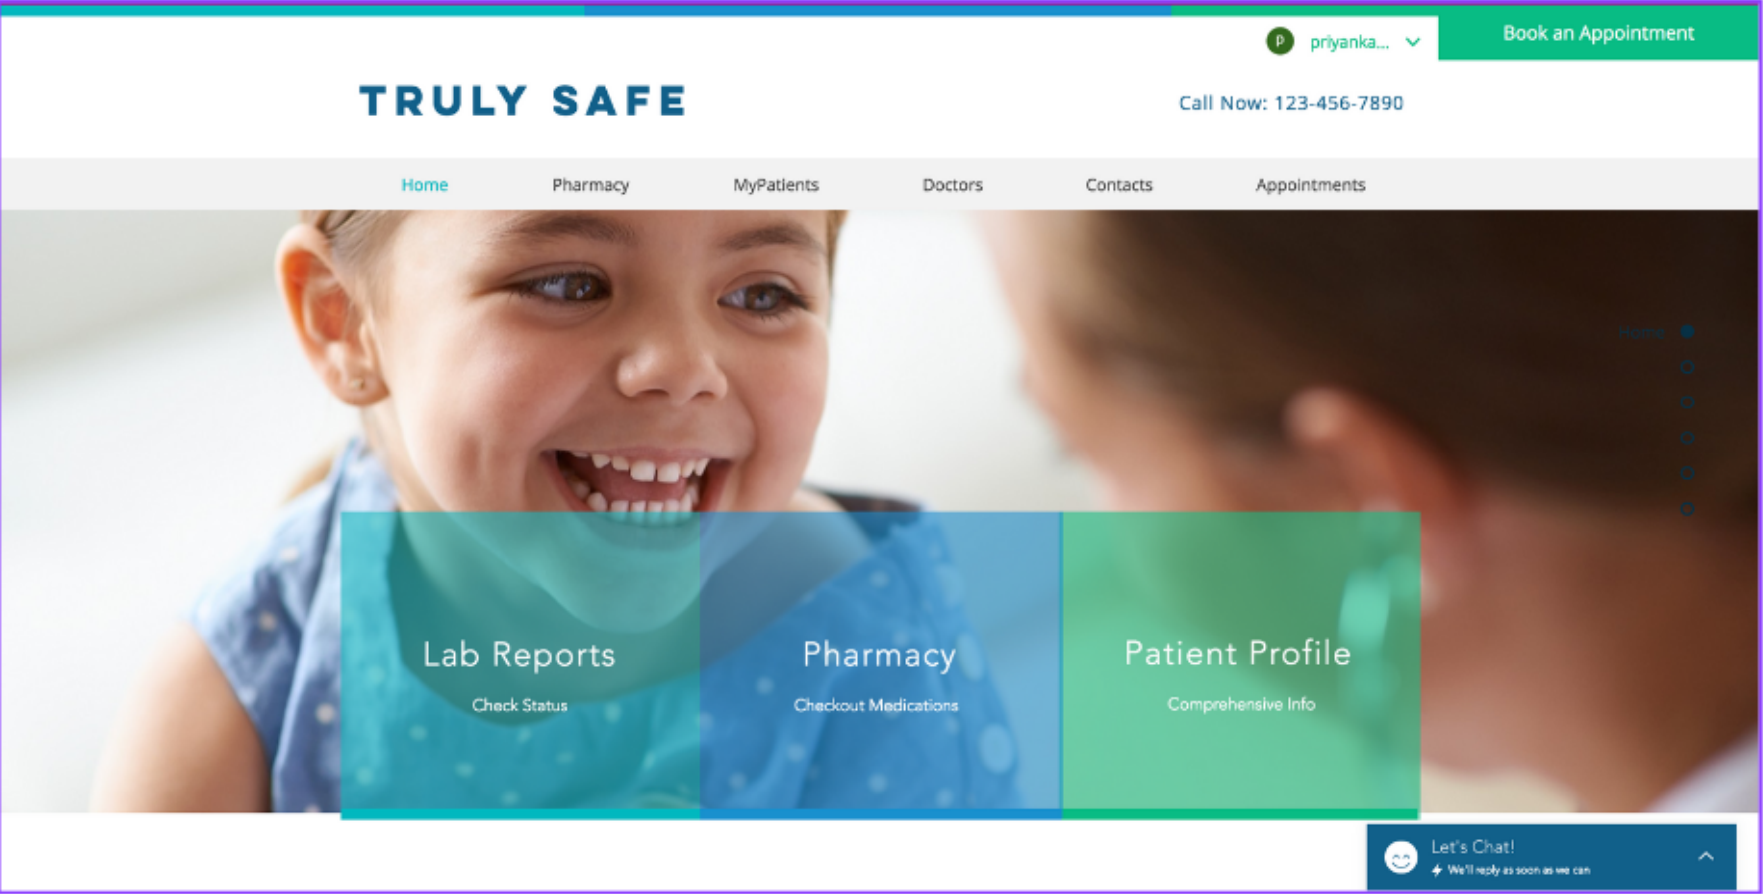 P priyanka...
Book an Appointment
TRULY SAFE
Call Now: 123-456-7890
Home Pharmacy MyPatients Doctors Contacts Appointments
Home
Lab Reports
Check Status
Pharmacy
Checkout Medications
Patient Profile
Comprehensive Info
Let's Chat!
We'll reply as soon as we can